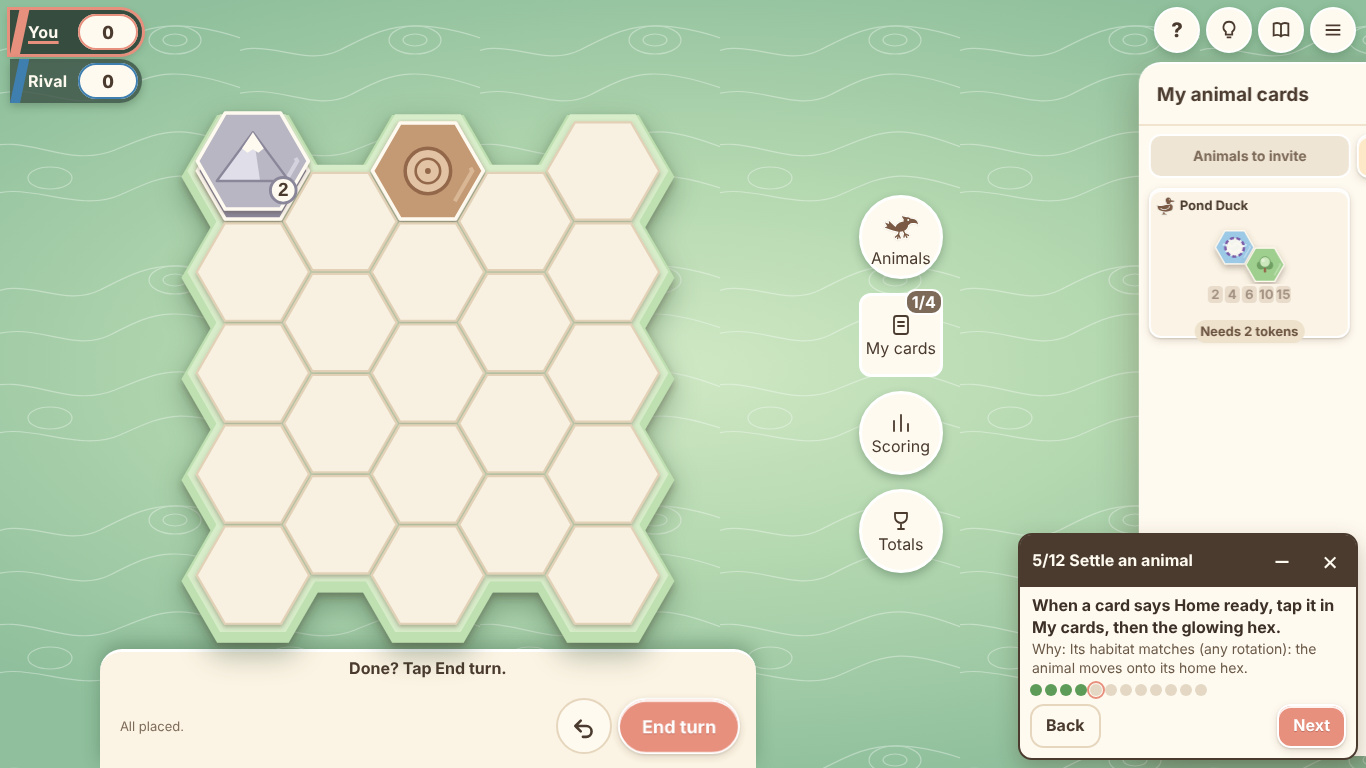 You
0
Rival
0
?
My animal cards
Animals to invite
Pond Duck
2 4 6 10 15
Needs 2 tokens
2
Animals
1/4
My cards
Scoring
Totals
5/12 Settle an animal
When a card says Home ready, tap it in
My cards, then the glowing hex.
Why: Its habitat matches (any rotation): the
animal moves onto its home hex.
Back
Next
Done? Tap End turn.
All placed.
End turn